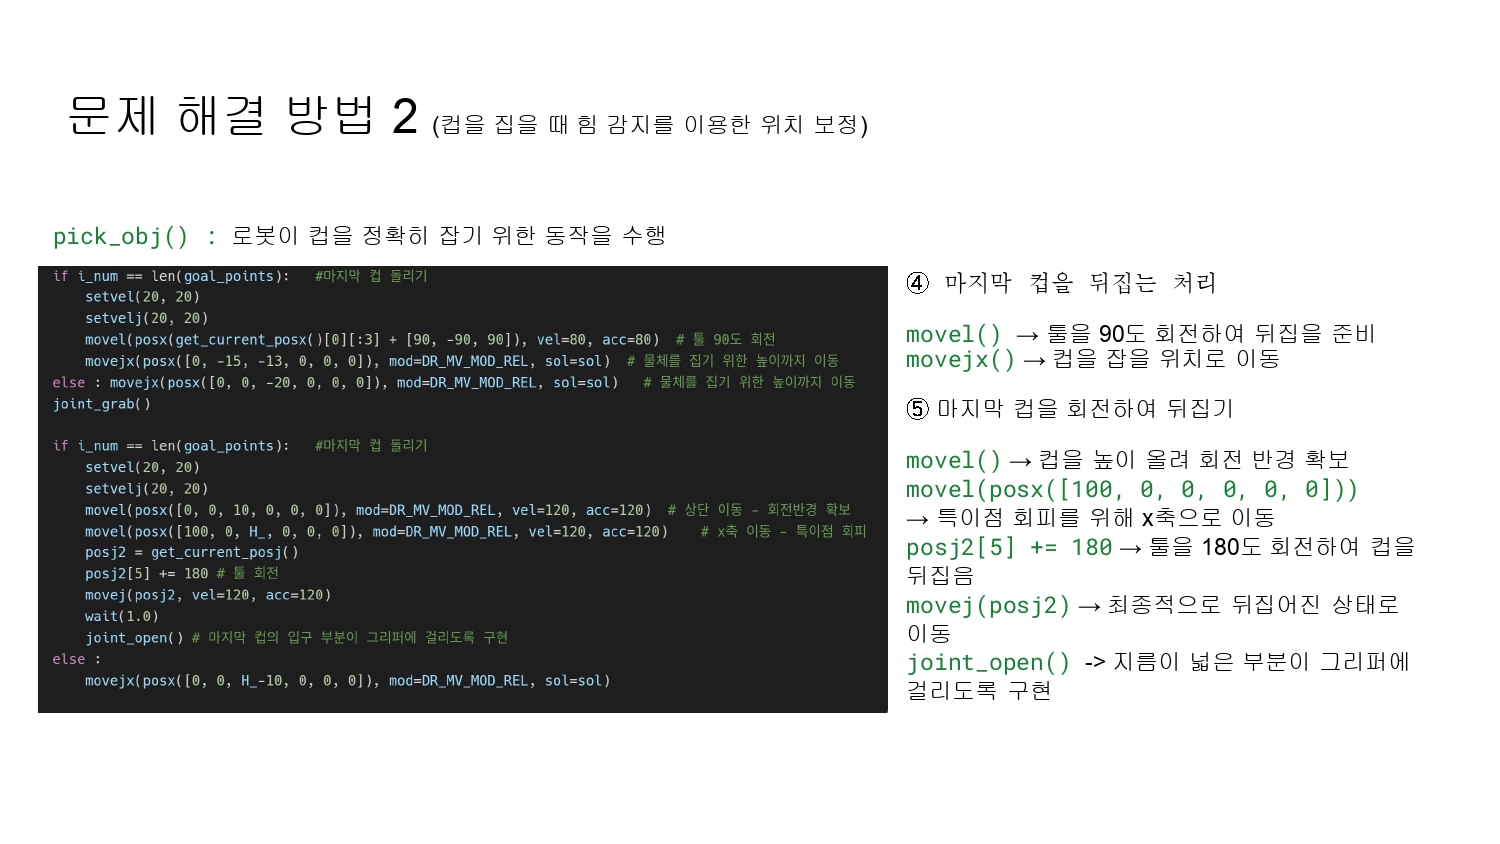 문제 해결 방법 2 (컵을 집을 때 힘 감지를 이용한 위치 보정)
pick_obj() : 로봇이 컵을 정확히 잡기 위한 동작을 수행
if i_num == len(goal_points):   #마지막 컵 돌리기
    setvel(20, 20)
    setvelj(20, 20)
    movel(posx(get_current_posx()[0][:3] + [90, -90, 90]), vel=80, acc=80)  # 툴 90도 회전
    movejx(posx([0, -15, -13, 0, 0, 0]), mod=DR_MV_MOD_REL, sol=sol)  # 물체를 집기 위한 높이까지 이동
else : movejx(posx([0, 0, -20, 0, 0, 0]), mod=DR_MV_MOD_REL, sol=sol)   # 물체를 집기 위한 높이까지 이동
joint_grab()
if i_num == len(goal_points):   #마지막 컵 돌리기
    setvel(20, 20)
    setvelj(20, 20)
    movel(posx([0, 0, 10, 0, 0, 0]), mod=DR_MV_MOD_REL, vel=120, acc=120)  # 상단 이동 - 회전반경 확보
    movel(posx([100, 0, H_, 0, 0, 0]), mod=DR_MV_MOD_REL, vel=120, acc=120)    # x축 이동 - 특이점 회피
    posj2 = get_current_posj()
    posj2[5] += 180 # 툴 회전
    movej(posj2, vel=120, acc=120)
    wait(1.0)
    joint_open() # 마지막 컵의 입구 부분이 그리퍼에 걸리도록 구현
else :
    movejx(posx([0, 0, H_-10, 0, 0, 0]), mod=DR_MV_MOD_REL, sol=sol)
④ 마지막 컵을 뒤집는 처리
movel() → 툴을 90도 회전하여 뒤집을 준비
movejx() → 컵을 잡을 위치로 이동
⑤ 마지막 컵을 회전하여 뒤집기
movel() → 컵을 높이 올려 회전 반경 확보
movel(posx([100, 0, 0, 0, 0, 0]))
→ 특이점 회피를 위해 x축으로 이동
posj2[5] += 180 → 툴을 180도 회전하여 컵을
뒤집음
movej(posj2) → 최종적으로 뒤집어진 상태로
이동
joint_open() -> 지름이 넓은 부분이 그리퍼에
걸리도록 구현